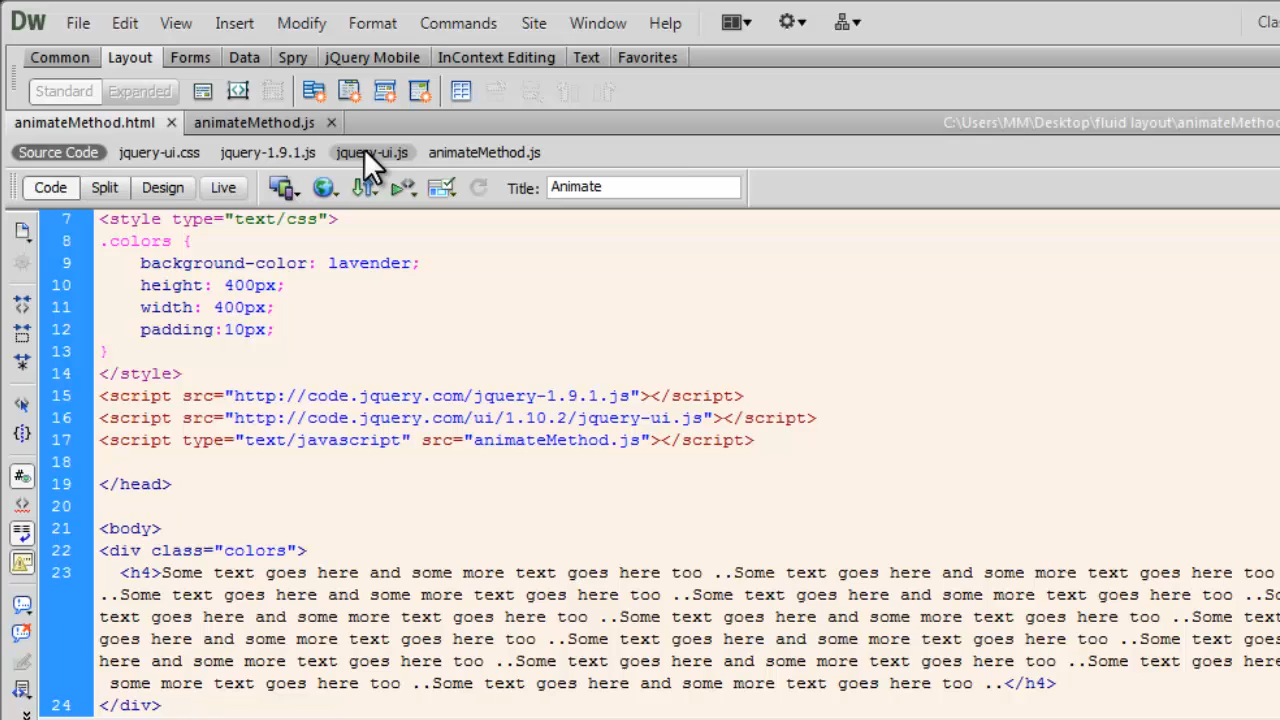 DW File Edit View Insert Modify Format Commands Site Window Help Cla
Common Layout Forms Data Spry jQuery Mobile InContext Editing Text Favorites
Standard Expanded
animateMethod.html × animateMethod.js × C:\Users\MM\Desktop\fluid layout\animateMetho
Source Code jquery-ui.css jquery-1.9.1.js jquery-ui.js animateMethod.js
Code Split Design Live Title: Animate
7 <style type="text/css">
8 .colors {
9 background-color: lavender;
10 height: 400px;
11 width: 400px;
12 padding:10px;
13 }
14 </style>
15 <script src="http://code.jquery.com/jquery-1.9.1.js"></script>
16 <script src="http://code.jquery.com/ui/1.10.2/jquery-ui.js"></script>
17 <script type="text/javascript" src="animateMethod.js"></script>
18
19 </head>
20
21 <body>
22 <div class="colors">
23 <h4>Some text goes here and some more text goes here too ..Some text goes here and some more text goes here too
..Some text goes here and some more text goes here too ..Some text goes here and some more text goes here too ..So
text goes here and some more text goes here too ..Some text goes here and some more text goes here too ..Some text
goes here and some more text goes here too ..Some text goes here and some more text goes here too ..Some text goes
here and some more text goes here too ..Some text goes here and some more text goes here too ..Some text goes here
some more text goes here too ..Some text goes here and some more text goes here too ..</h4>
24 </div>